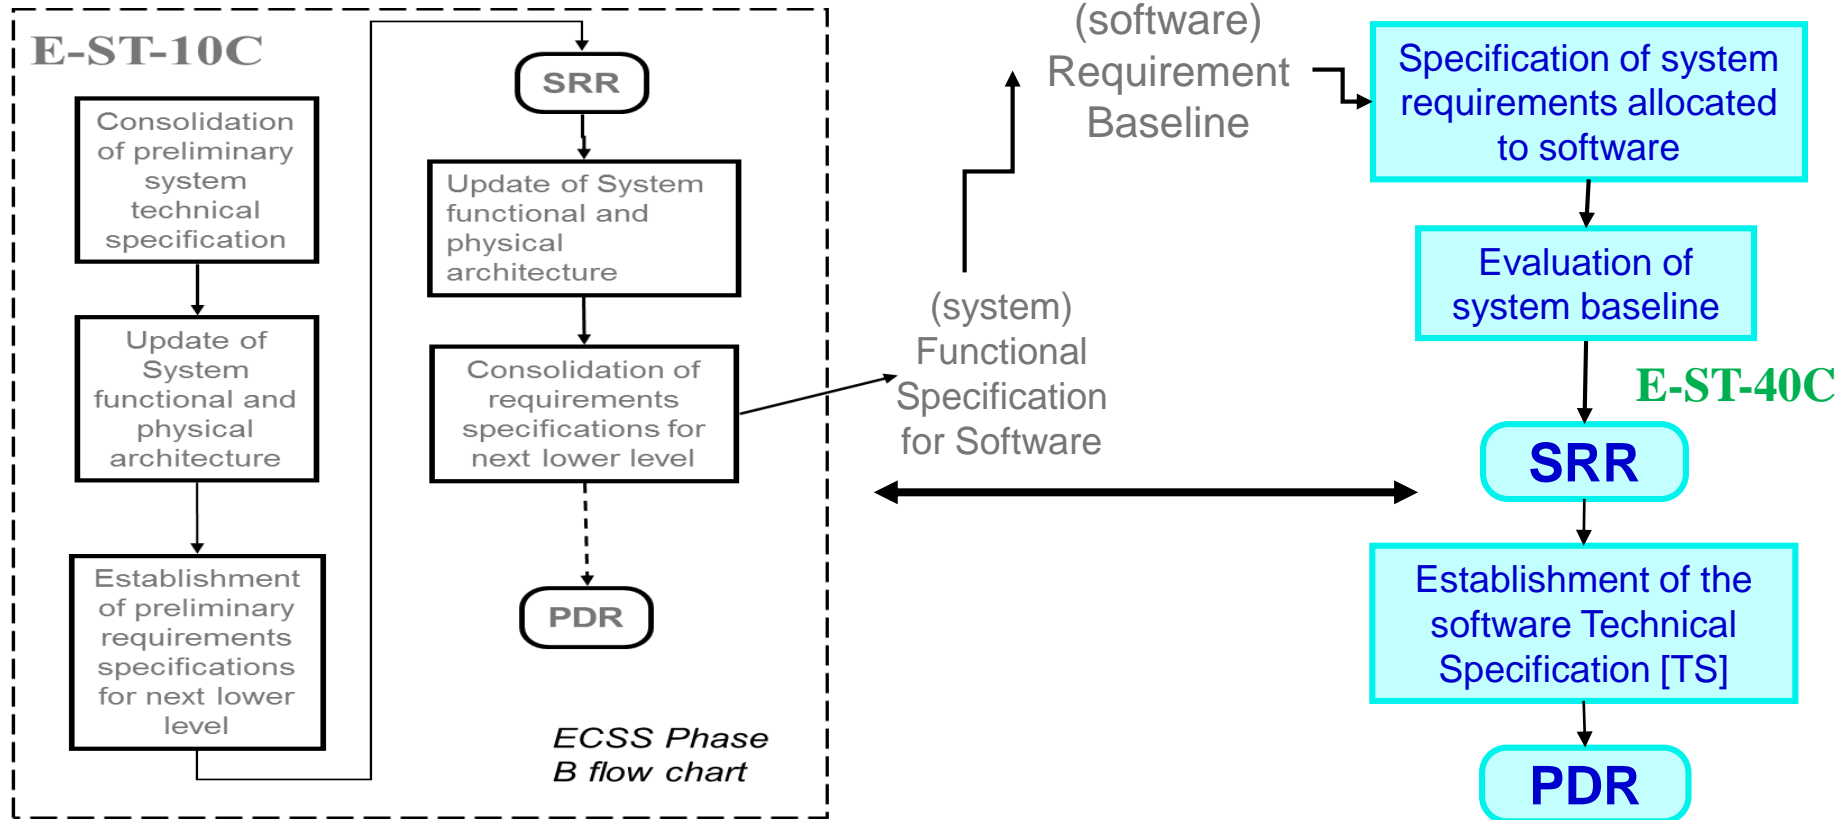 E-ST-10C
Consolidation
of preliminary
system
technical
specification
Update of
System
functional and
physical
architecture
Establishment
of preliminary
requirements
specifications
for next lower
level
SRR
Update of System
functional and
physical
architecture
Consolidation of
requirements
specifications for
next lower level
PDR
ECSS Phase
B flow chart
(system)
Functional
Specification
for Software
(software)
Requirement
Baseline
Specification of system
requirements allocated
to software
Evaluation of
system baseline
E-ST-40C
SRR
Establishment of the
software Technical
Specification [TS]
PDR